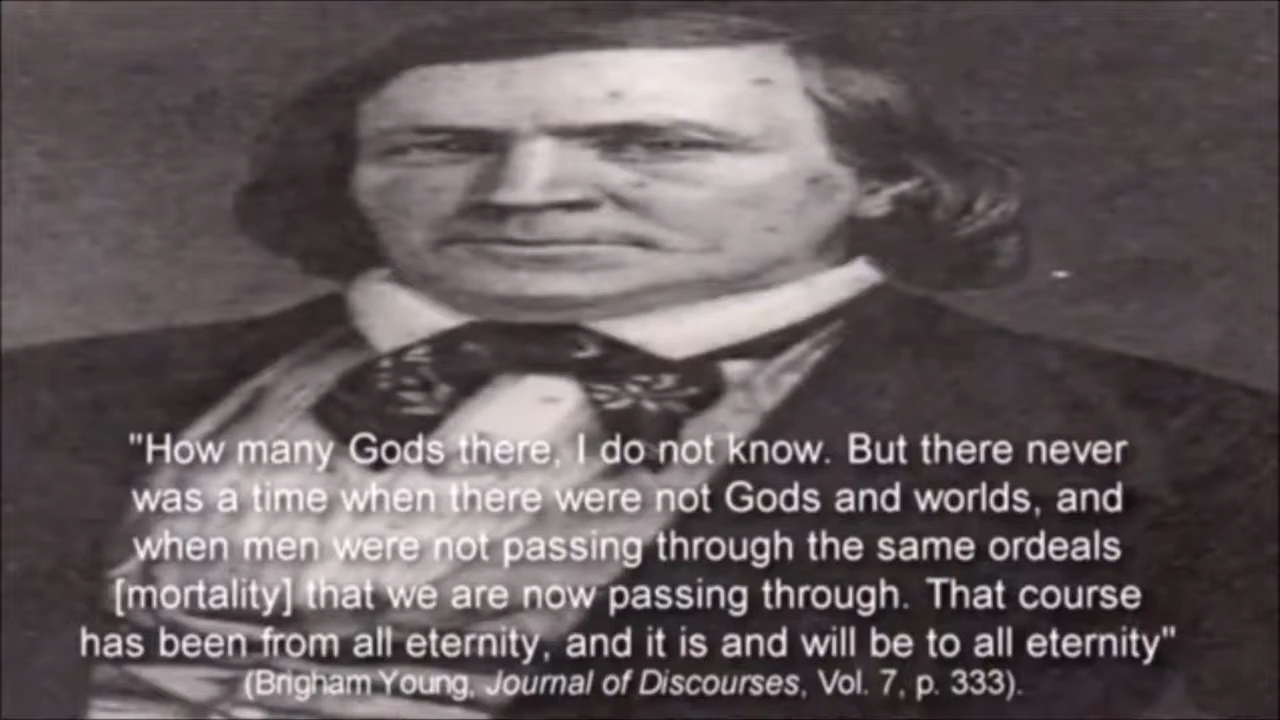 "How many Gods there, I do not know. But there never
was a time when there were not Gods and worlds, and
when men were not passing through the same ordeals
[mortality] that we are now passing through. That course
has been from all eternity, and it is and will be to all eternity"
(Brigham Young, Journal of Discourses, Vol. 7, p. 333).